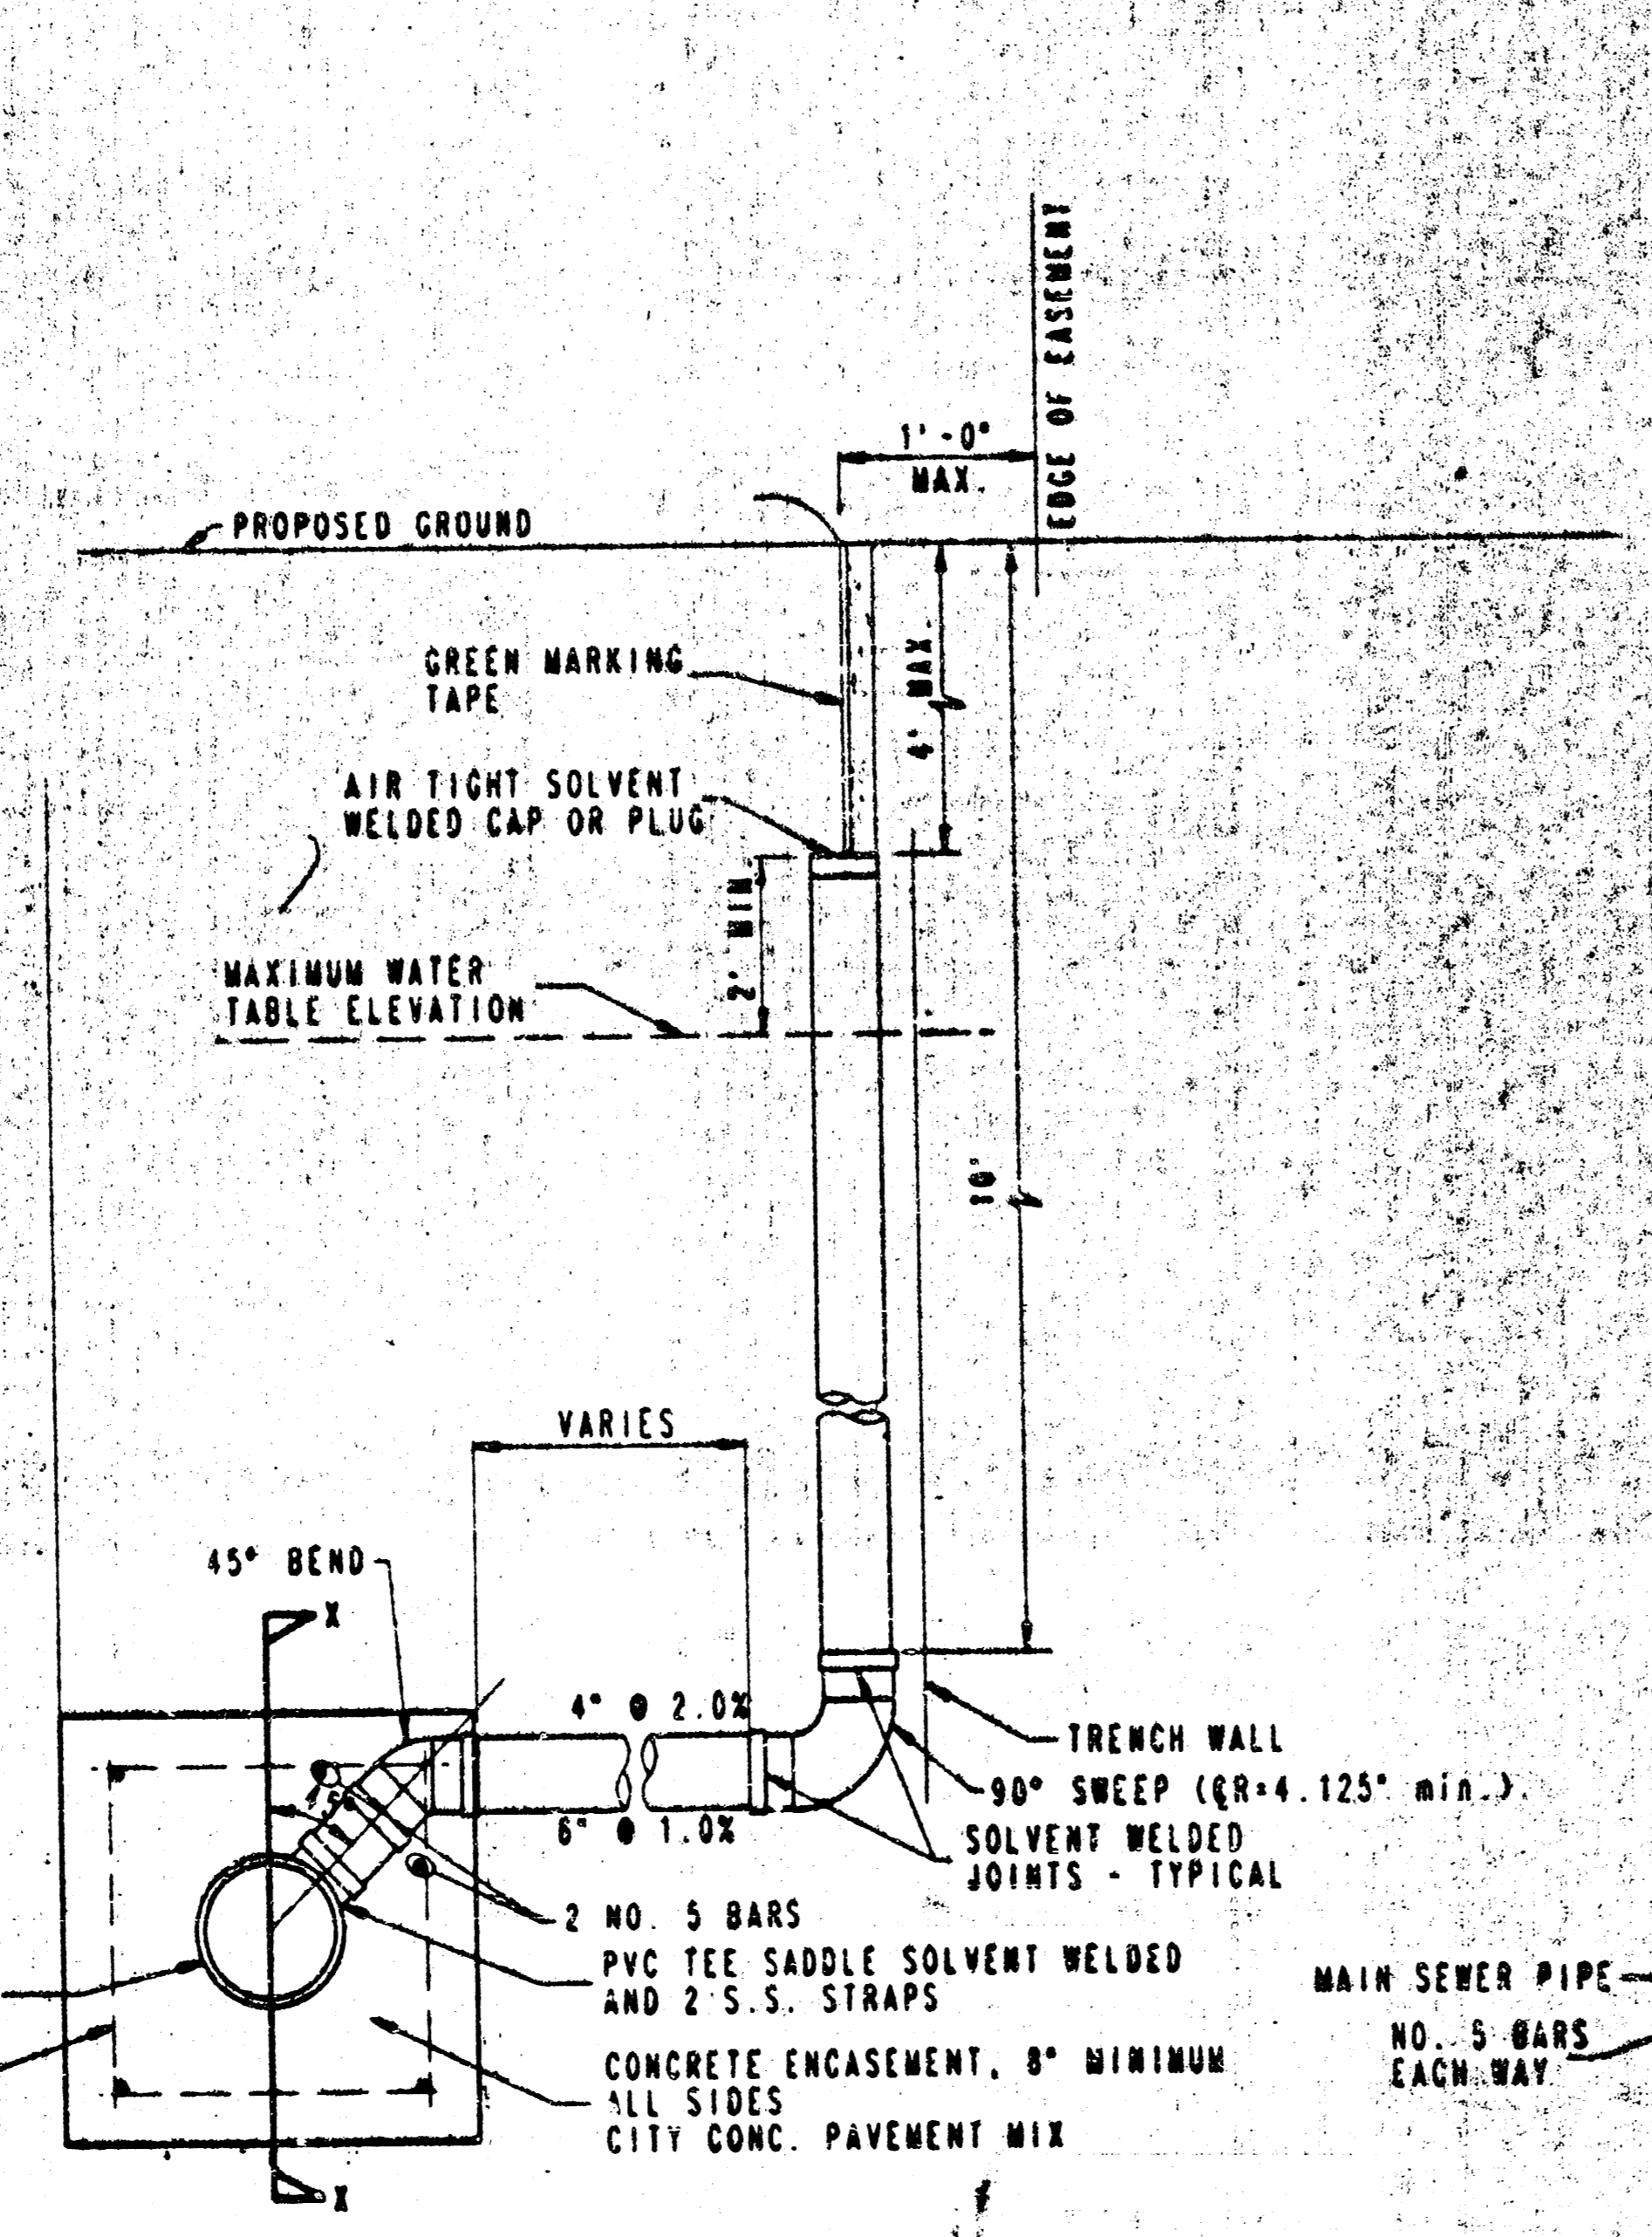 EDGE OF EASEMENT
1'-0"
MAX.
PROPOSED GROUND
GREEN MARKING
TAPE
4' MAX.
AIR TIGHT SOLVENT
WELDED CAP OR PLUG
2' MIN.
MAXIMUM WATER
TABLE ELEVATION
10'
VARIES
45° BEND
X
4" @ 2.0%
TRENCH WALL
90° SWEEP (℄R=4.125" min.)
6" @ 1.0%
SOLVENT WELDED
JOINTS - TYPICAL
2 NO. 5 BARS
PVC TEE SADDLE SOLVENT WELDED
AND 2 S.S. STRAPS
MAIN SEWER PIPE
NO. 5 BARS
EACH WAY
CONCRETE ENCASEMENT, 8" MINIMUM
ALL SIDES
CITY CONC. PAVEMENT MIX
X